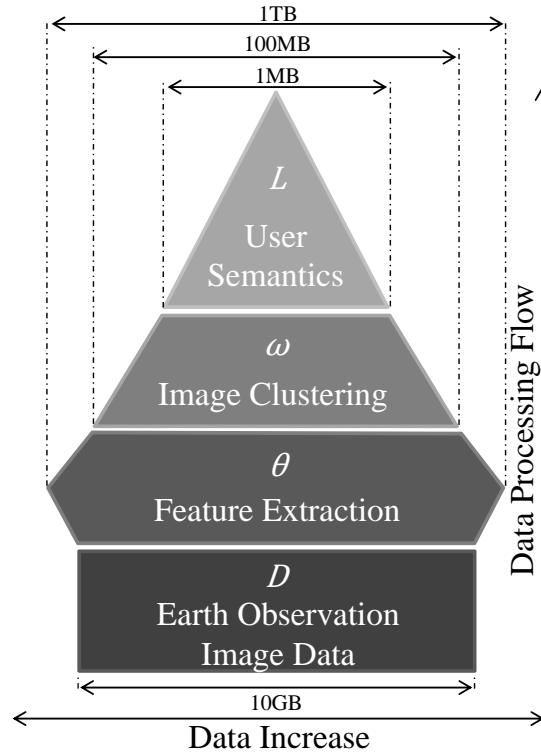 1TB
100MB
1MB
L
User
Semantics
ω
Image Clustering
θ
Feature Extraction
D
Earth Observation
Image Data
10GB
Data Increase
Data Processing Flow